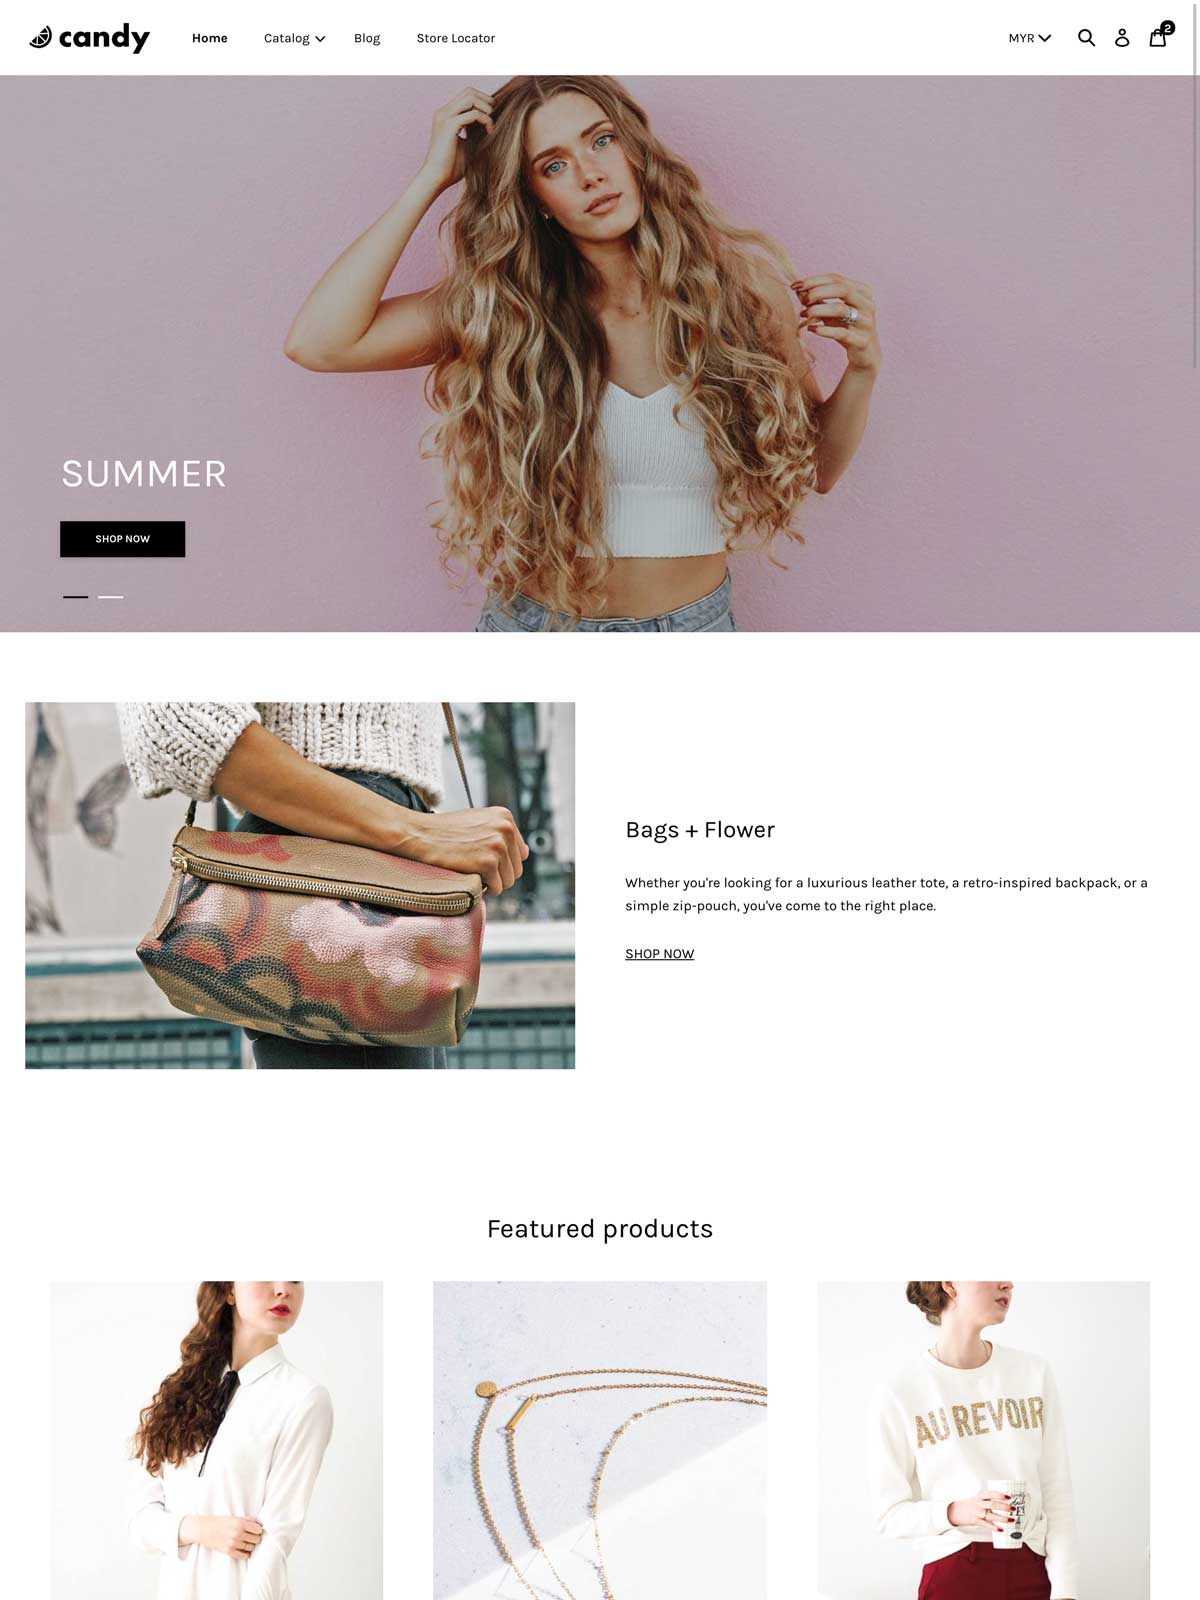 candy
Home
Catalog
Blog
Store Locator
MYR
2
SUMMER
SHOP NOW
Bags + Flower
Whether you're looking for a luxurious leather tote, a retro-inspired backpack, or a
simple zip-pouch, you've come to the right place.
SHOP NOW
Featured products
AU REVOIR